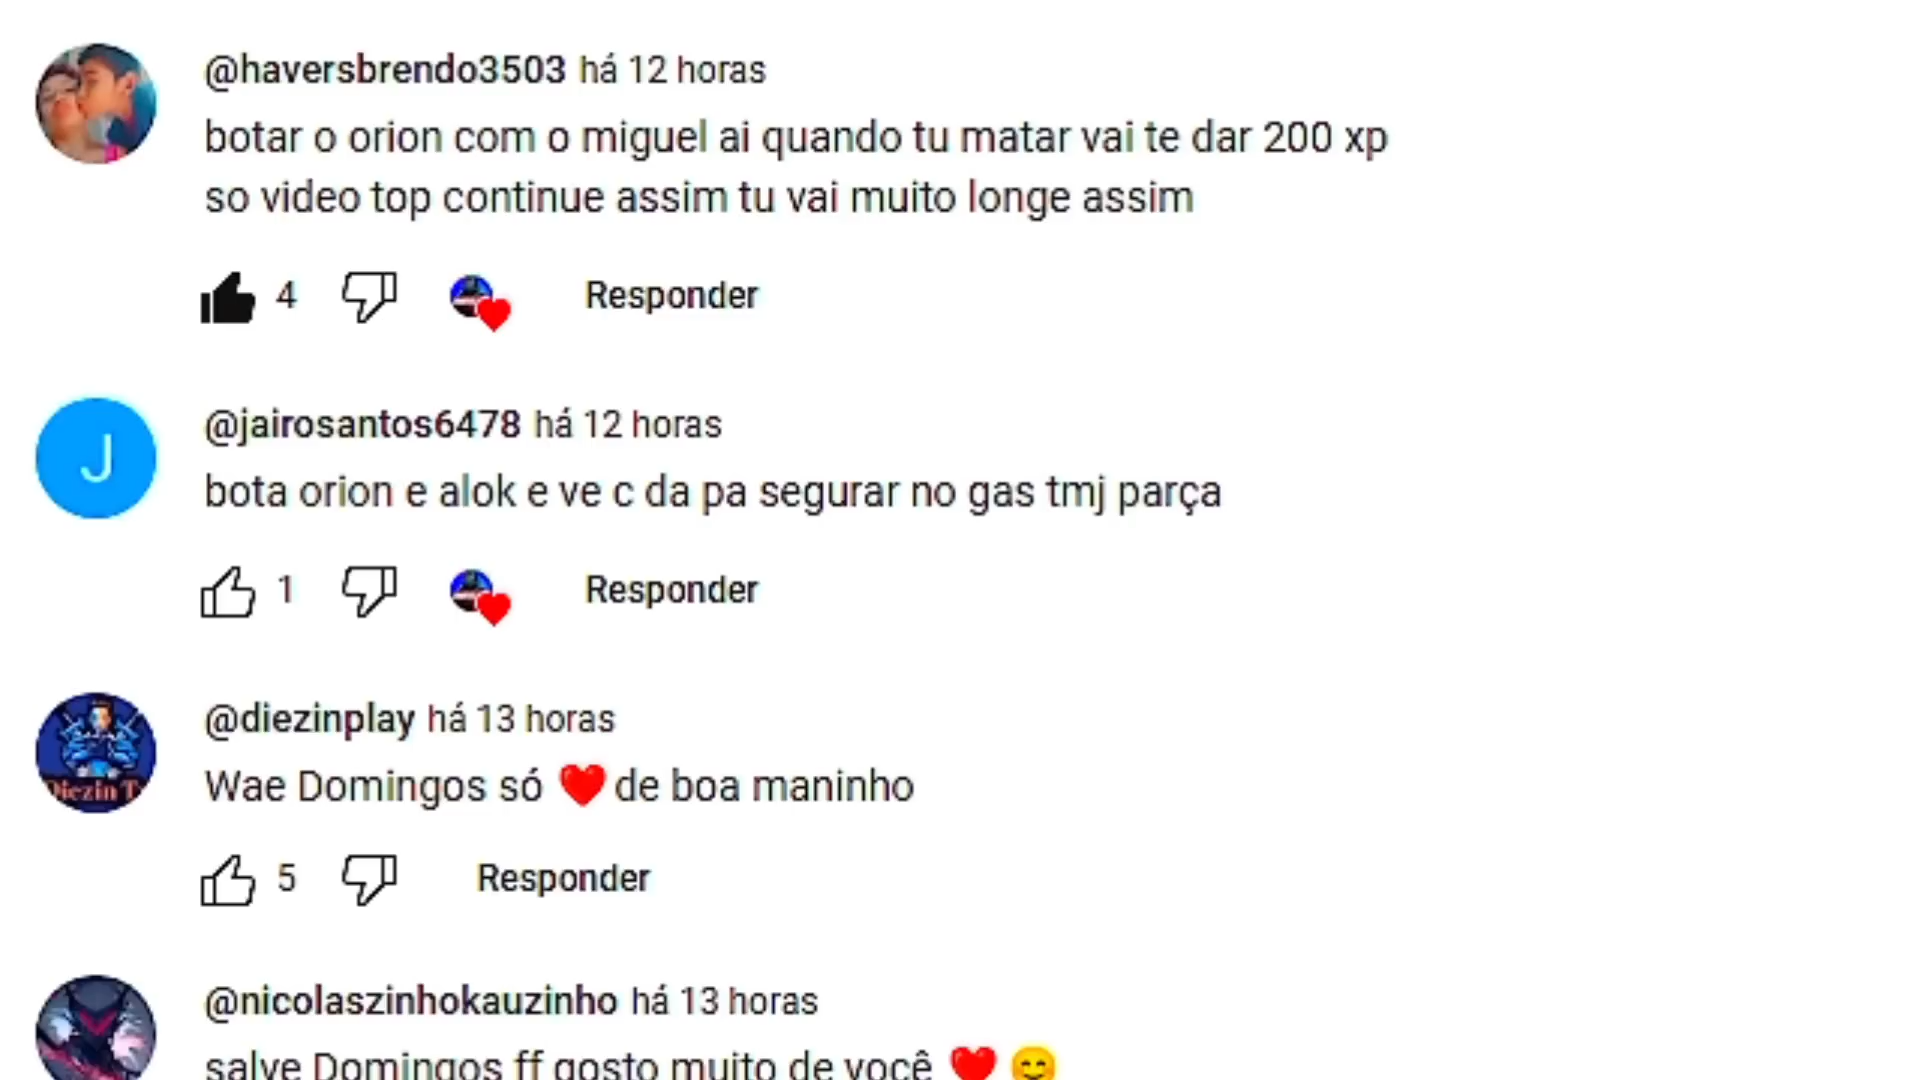 @haversbrendo3503 há 12 horas
botar o orion com o miguel ai quando tu matar vai te dar 200 xp
so video top continue assim tu vai muito longe assim
4 Responder
J
@jairosantos6478 há 12 horas
bota orion e alok e ve c da pa segurar no gas tmj parça
1 Responder
@diezinplay há 13 horas
Diezin T
Wae Domingos só ❤️ de boa maninho
5 Responder
@nicolaszinhokauzinho há 13 horas
salve Domingos ff gosto muito de você ❤️ 😊